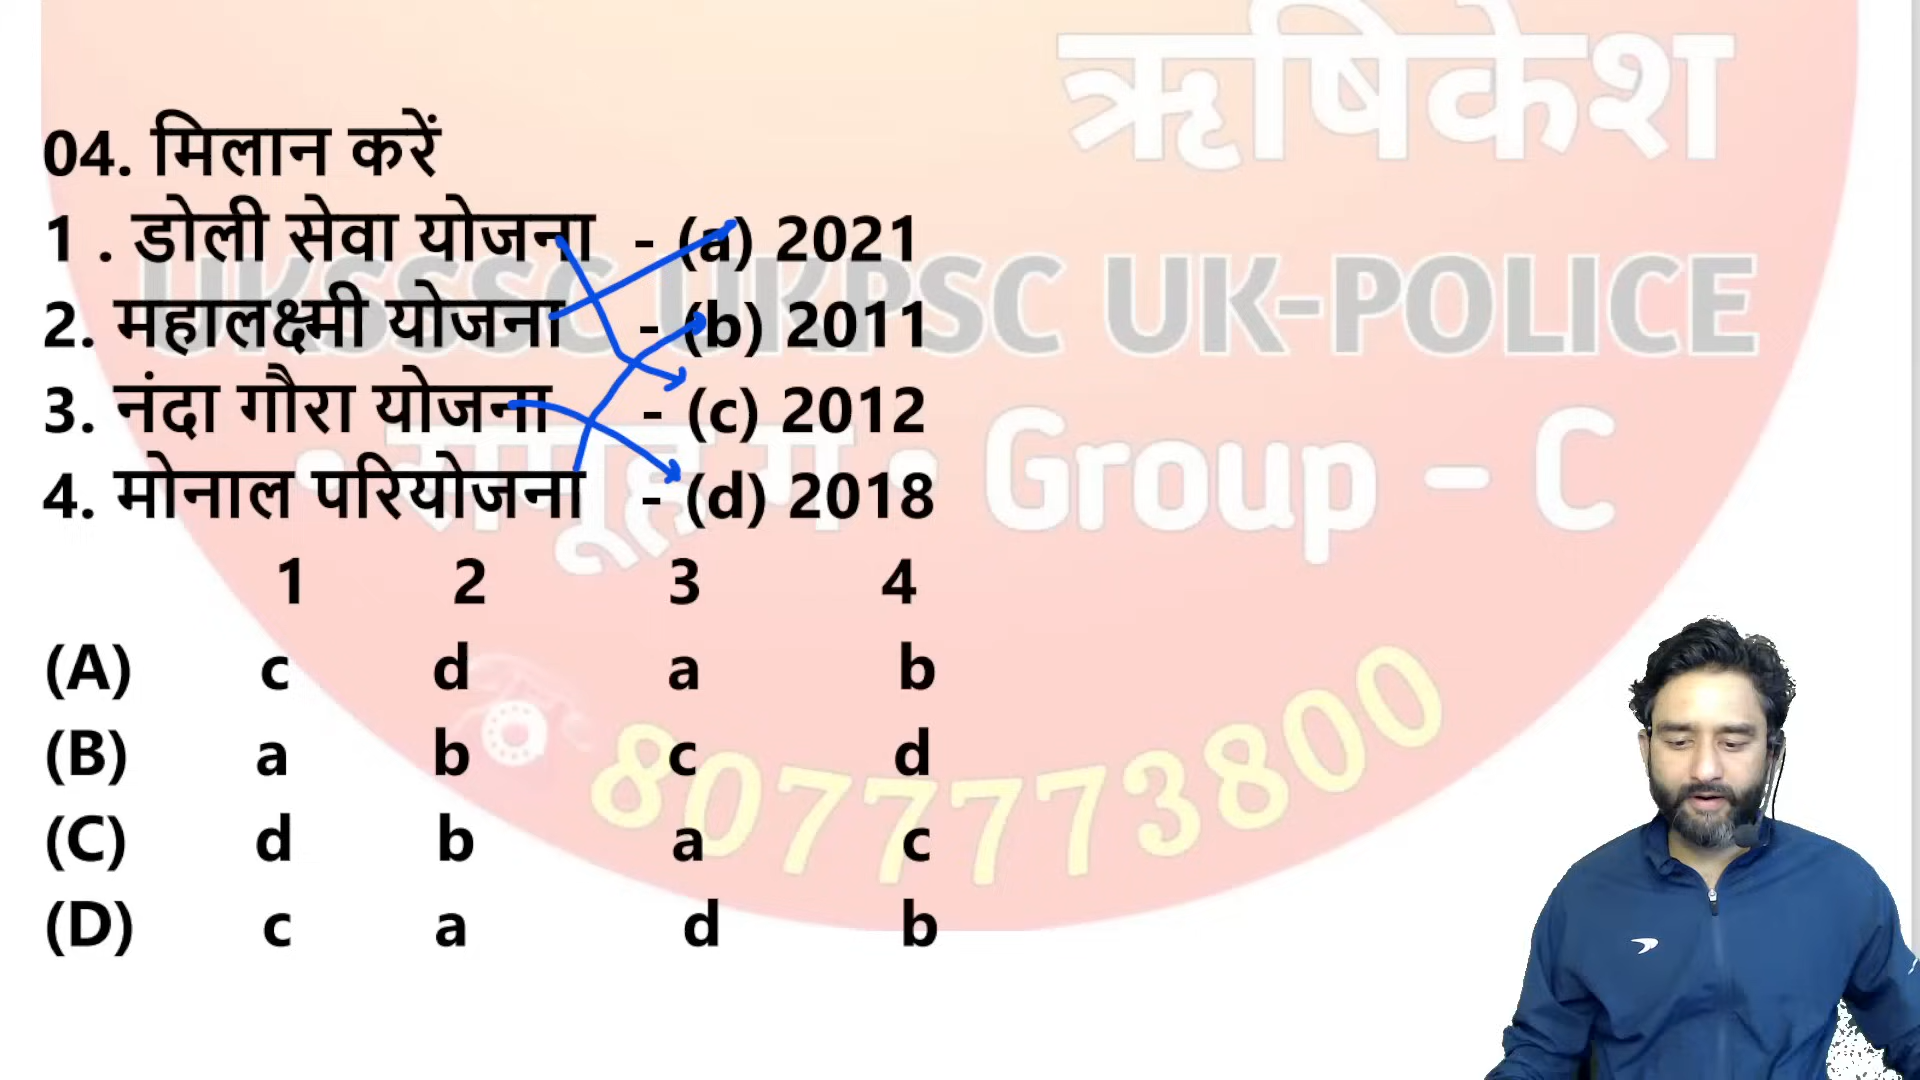 ऋषिकेश
04. मिलान करें
1 . डोली सेवा योजना - (a) 2021
UKSSSC UKPSC UK-POLICE
2. महालक्ष्मी योजना - (b) 2011
3. नंदा गौरा योजना - (c) 2012
• समूह ग • Group – C
4. मोनाल परियोजना - (d) 2018
1 2 3 4
(A) c d a b
(B) a b c d
8077773800
(C) d b a c
(D) c a d b